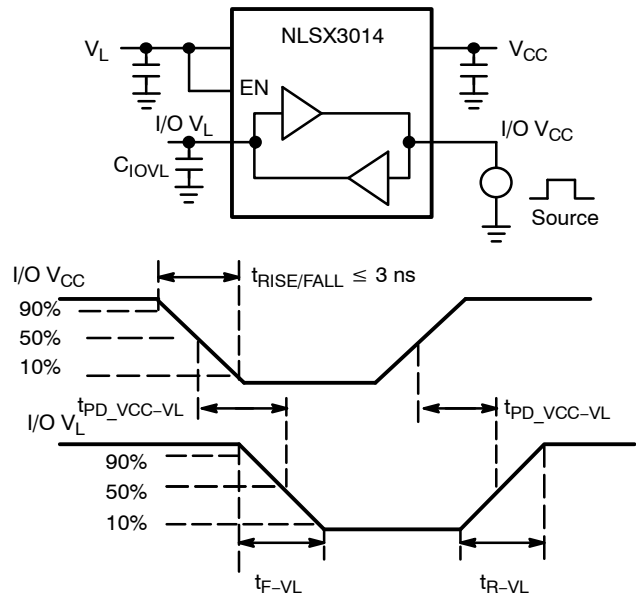 NLSX3014
V_L
V_CC
EN
I/O V_L
I/O V_CC
C_IOVL
Source
I/O V_CC
t_RISE/FALL ≤ 3 ns
90%
50%
10%
t_PD_VCC–VL
t_PD_VCC–VL
I/O V_L
90%
50%
10%
t_F–VL
t_R–VL